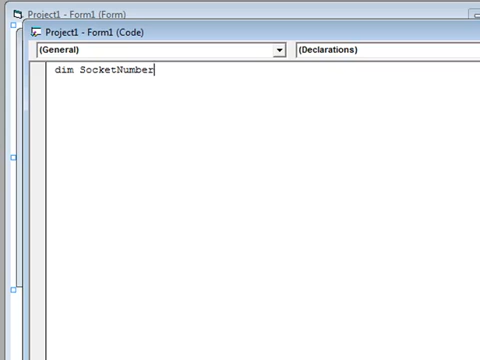 Project1 - Form1 (Form)
Project1 - Form1 (Code)
(General) (Declarations)
dim SocketNumber